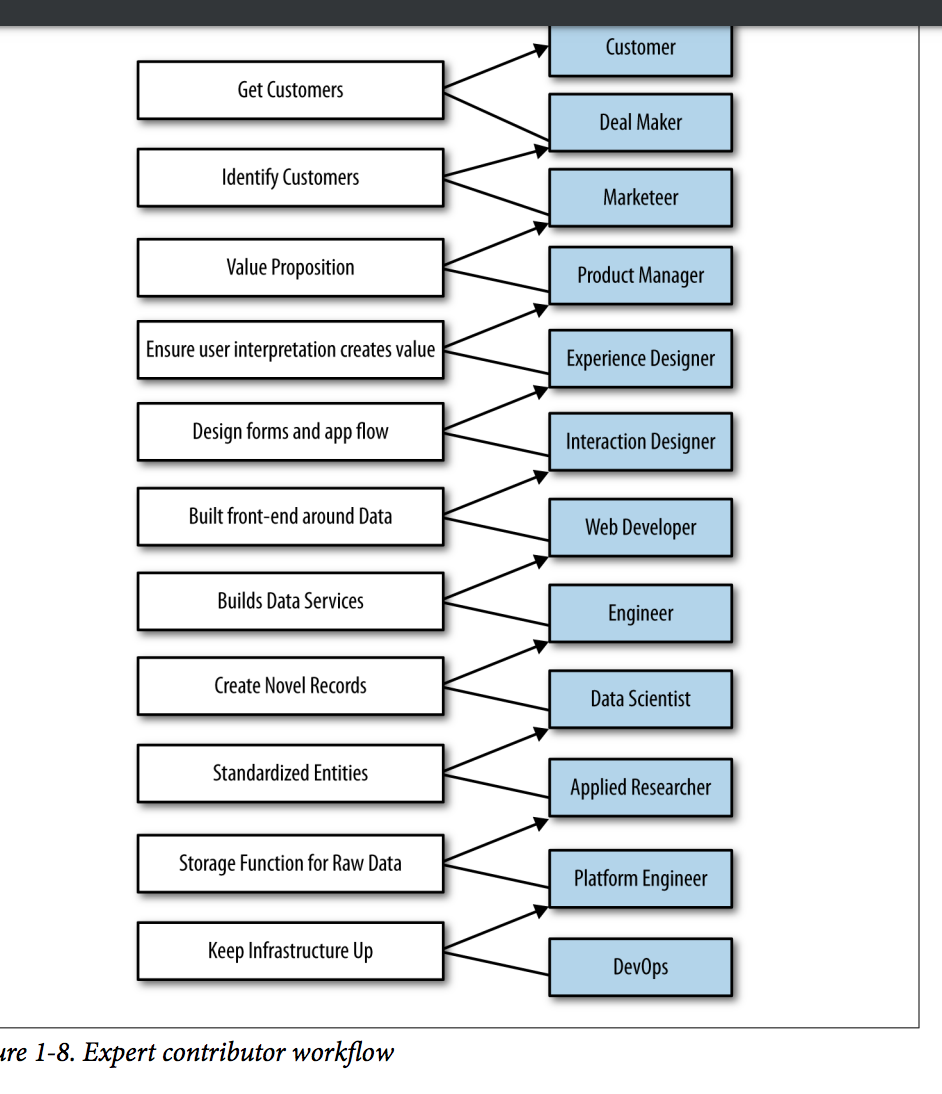 Customer
Get Customers
Deal Maker
Identify Customers
Marketeer
Value Proposition
Product Manager
Ensure user interpretation creates value
Experience Designer
Design forms and app flow
Interaction Designer
Built front-end around Data
Web Developer
Builds Data Services
Engineer
Create Novel Records
Data Scientist
Standardized Entities
Applied Researcher
Storage Function for Raw Data
Platform Engineer
Keep Infrastructure Up
DevOps
ure 1-8. Expert contributor workflow